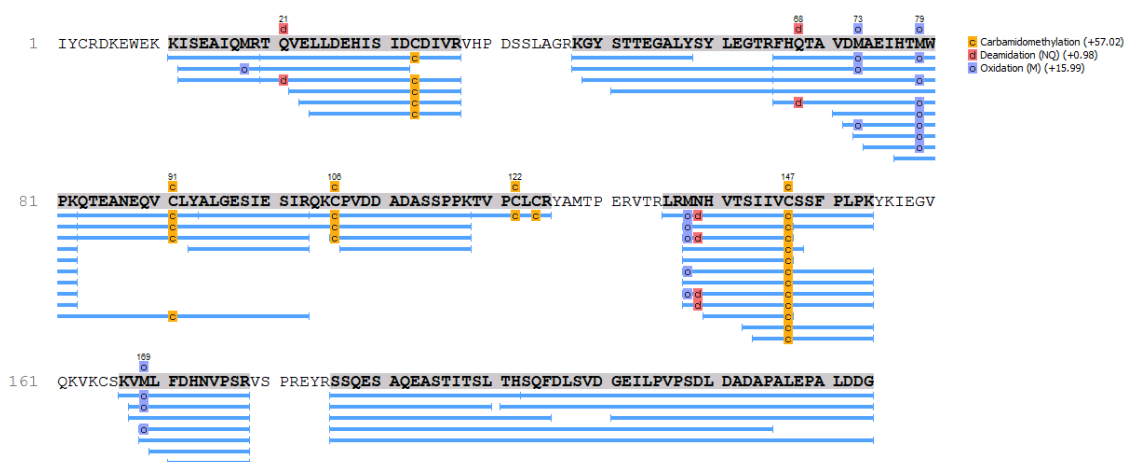 21 68 73 79
d d o o
1 IYCRDKEWEK KISEAIQMRT QVELLDEHIS IDCDIVRVHP DSSLAGRKGY STTEGALYSY LEGTRFHQTA VDMAEIHTMW
c o o
o o
d c o
c
c d o
c o
o o
o
o
c Carbamidomethylation (+57.02)
d Deamidation (NQ) (+0.98)
o Oxidation (M) (+15.99)
91 106 122 147
c c c c
81 PKQTEANEQV CLYALGESIE SIRQKCPVDD ADASSPPKTV PCLCRYAMTP ERVTRLRMNH VTSIIVCSSF PLPKYKIEGV
c c c c o d c
c c o c
c c o d c
c
c
o c
c
o d c
d c
c c
c
c
169
o
161 QKVKCSKVML FDHNVPSRVS PREYRSSQES AQEASTITSL THSQFDLSVD GEILPVPSDL DADAPALEPA LDDG
o
o
o